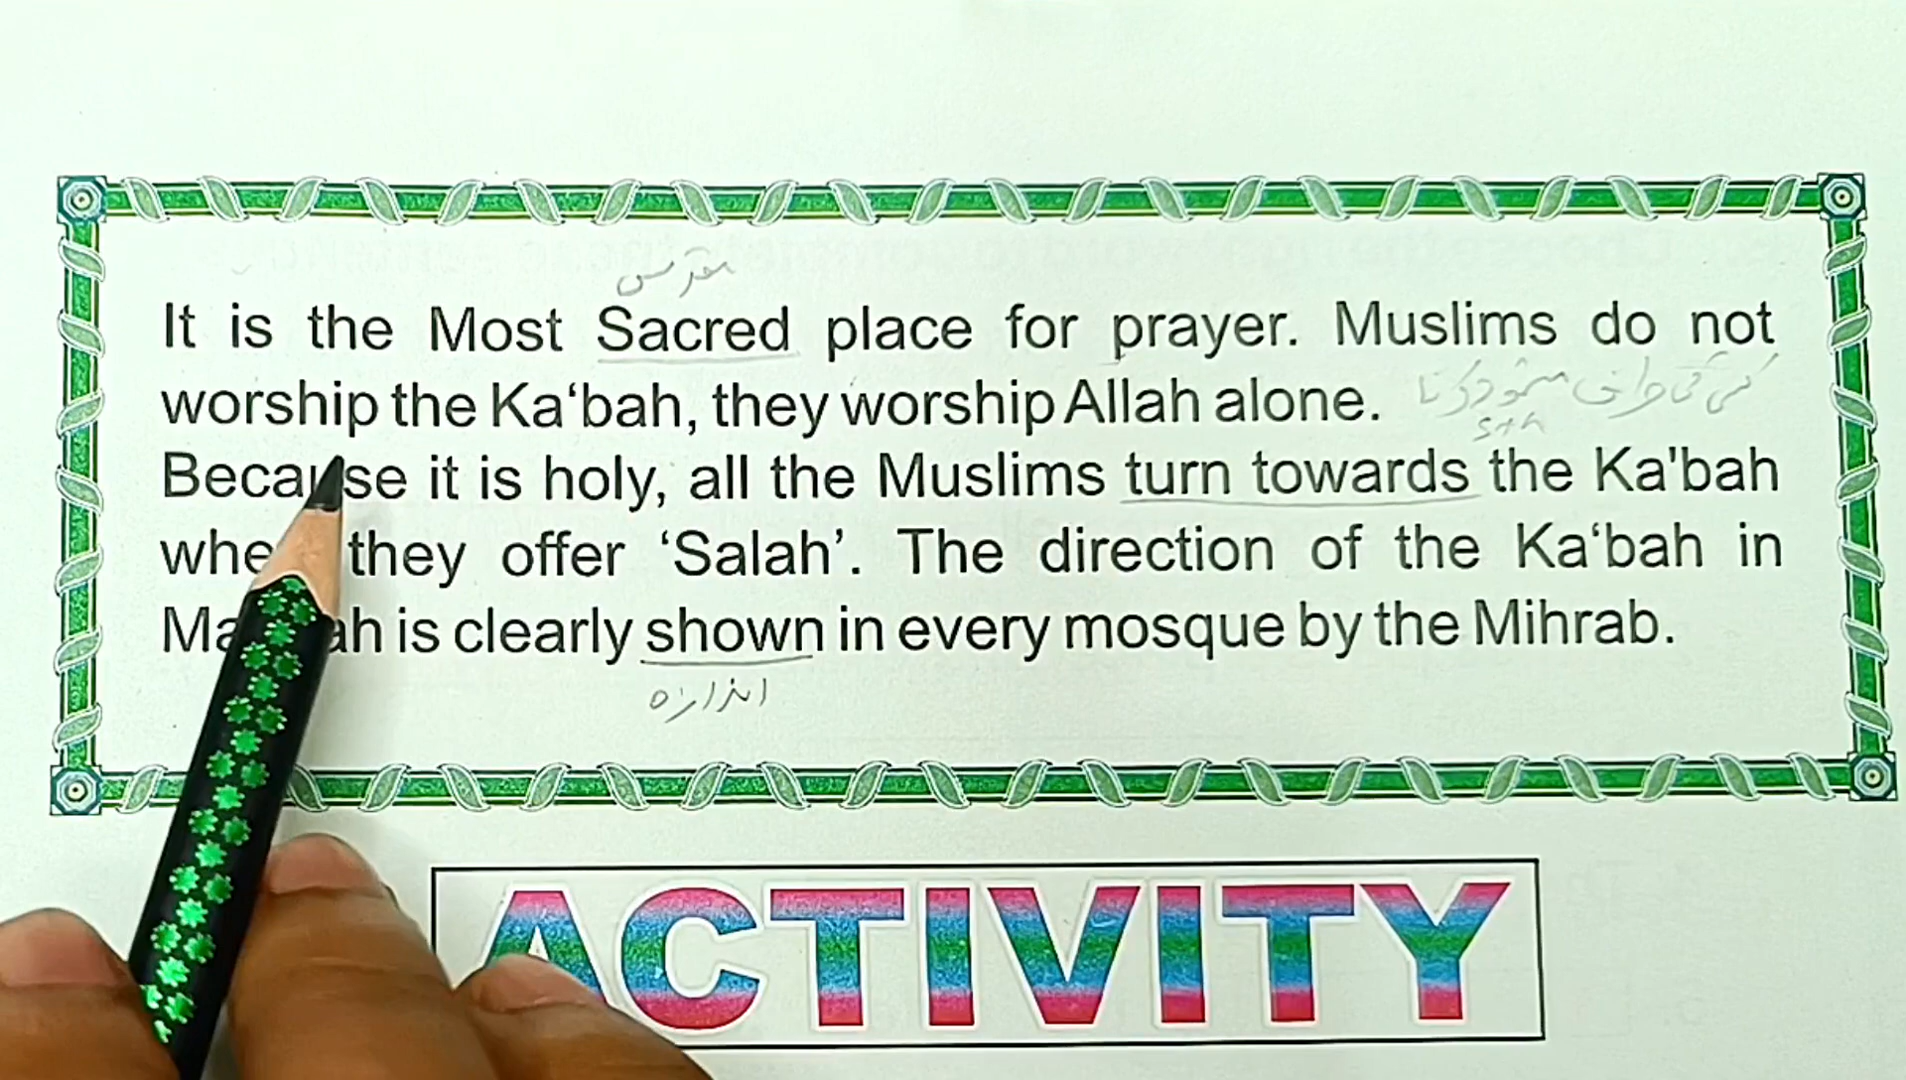 مقدس
It is the Most Sacred place for prayer. Muslims do not
worship the Ka‘bah, they worship Allah alone.
Because it is holy, all the Muslims turn towards the Ka'bah
they offer ‘Salah’. The direction of the Ka‘bah in
is clearly shown in every mosque by the Mihrab.
اندازہ
ACTIVITY